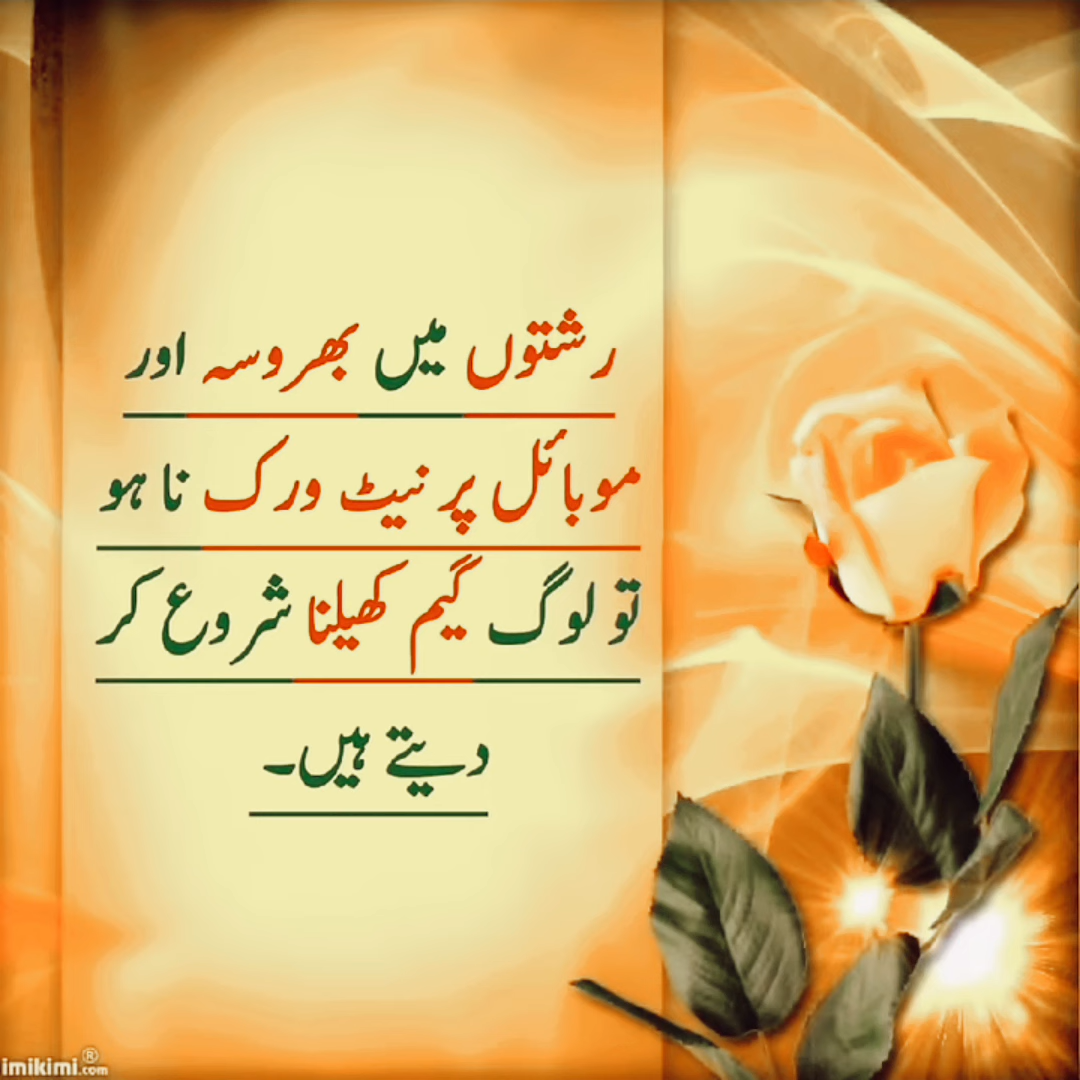 رشتوں میں بھروسہ اور
موبائل پر نیٹ ورک نا ہو
تو لوگ گیم کھیلنا شروع کر
دیتے ہیں۔
imikimi.com®